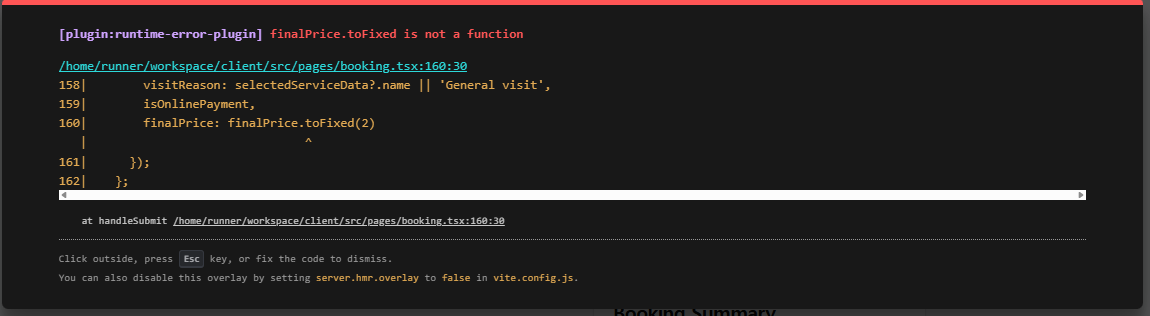 [plugin:runtime-error-plugin] finalPrice.toFixed is not a function
/home/runner/workspace/client/src/pages/booking.tsx:160:30
158|        visitReason: selectedServiceData?.name || 'General visit',
159|        isOnlinePayment,
160|        finalPrice: finalPrice.toFixed(2)
   |                              ^
161|      });
162|    };
at handleSubmit /home/runner/workspace/client/src/pages/booking.tsx:160:30
Click outside, press Esc key, or fix the code to dismiss.
You can also disable this overlay by setting server.hmr.overlay to false in vite.config.js.
Booking Summary